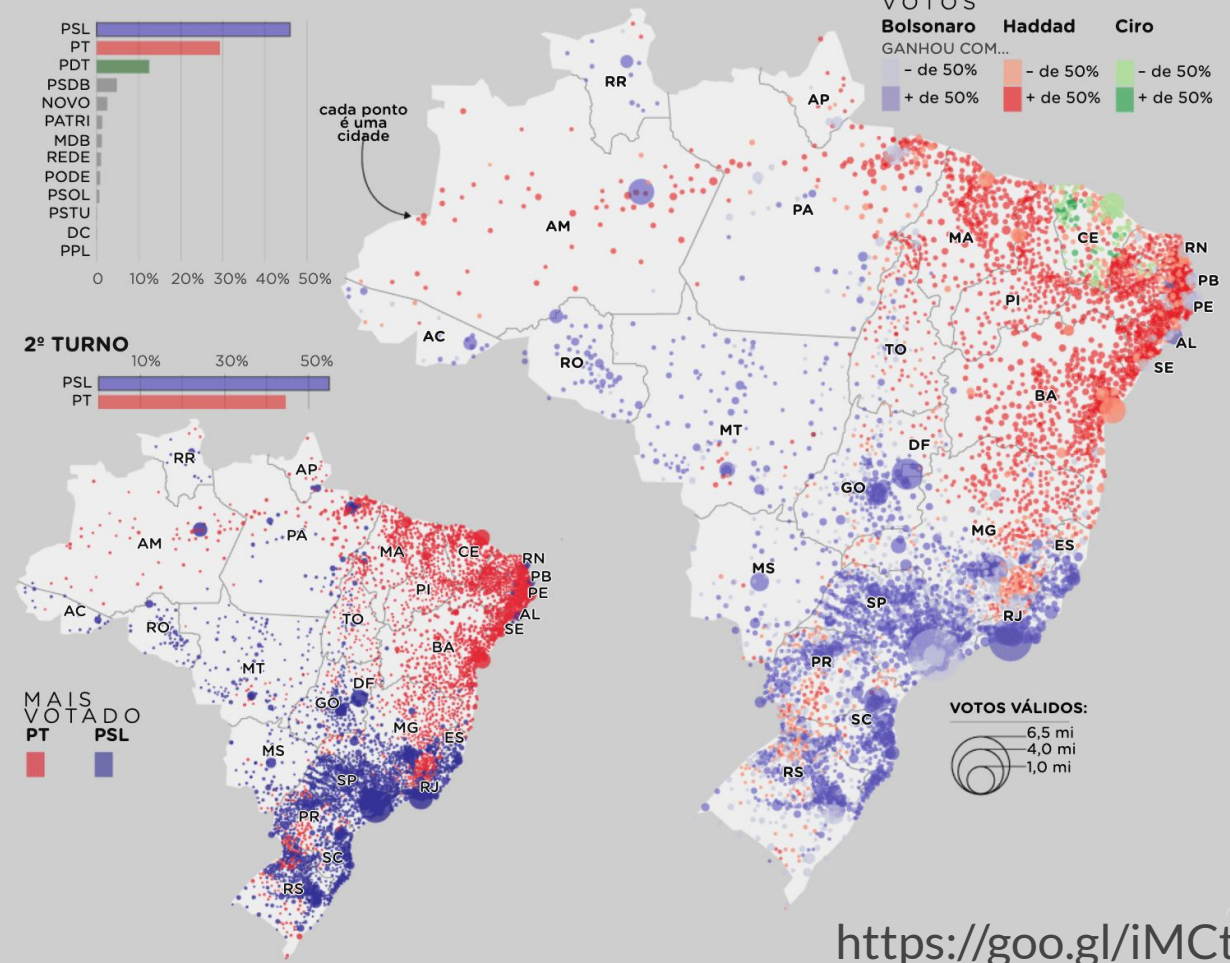 PSL
PT
PDT
PSDB
NOVO
PATRI
MDB
REDE
PODE
PSOL
PSTU
DC
PPL
0 10% 20% 30% 40% 50%
cada ponto
é uma
cidade
VOTOS
Bolsonaro Haddad Ciro
GANHOU COM...
– de 50% – de 50% – de 50%
+ de 50% + de 50% + de 50%
RR
AP
AM
PA
MA
CE
RN
PB
PE
PI
AL
SE
AC
RO
TO
BA
MT
DF
GO
MG
ES
MS
SP
RJ
PR
SC
RS
VOTOS VÁLIDOS:
6,5 mi
4,0 mi
1,0 mi
2º TURNO
10% 30% 50%
PSL
PT
RR
AP
AM
PA
MA
CE
RN
PB
PE
PI
AL
SE
AC
RO
TO
BA
MT
DF
GO
MG
ES
MS
SP
RJ
PR
SC
RS
MAIS
VOTADO
PT PSL
https://goo.gl/iMCt